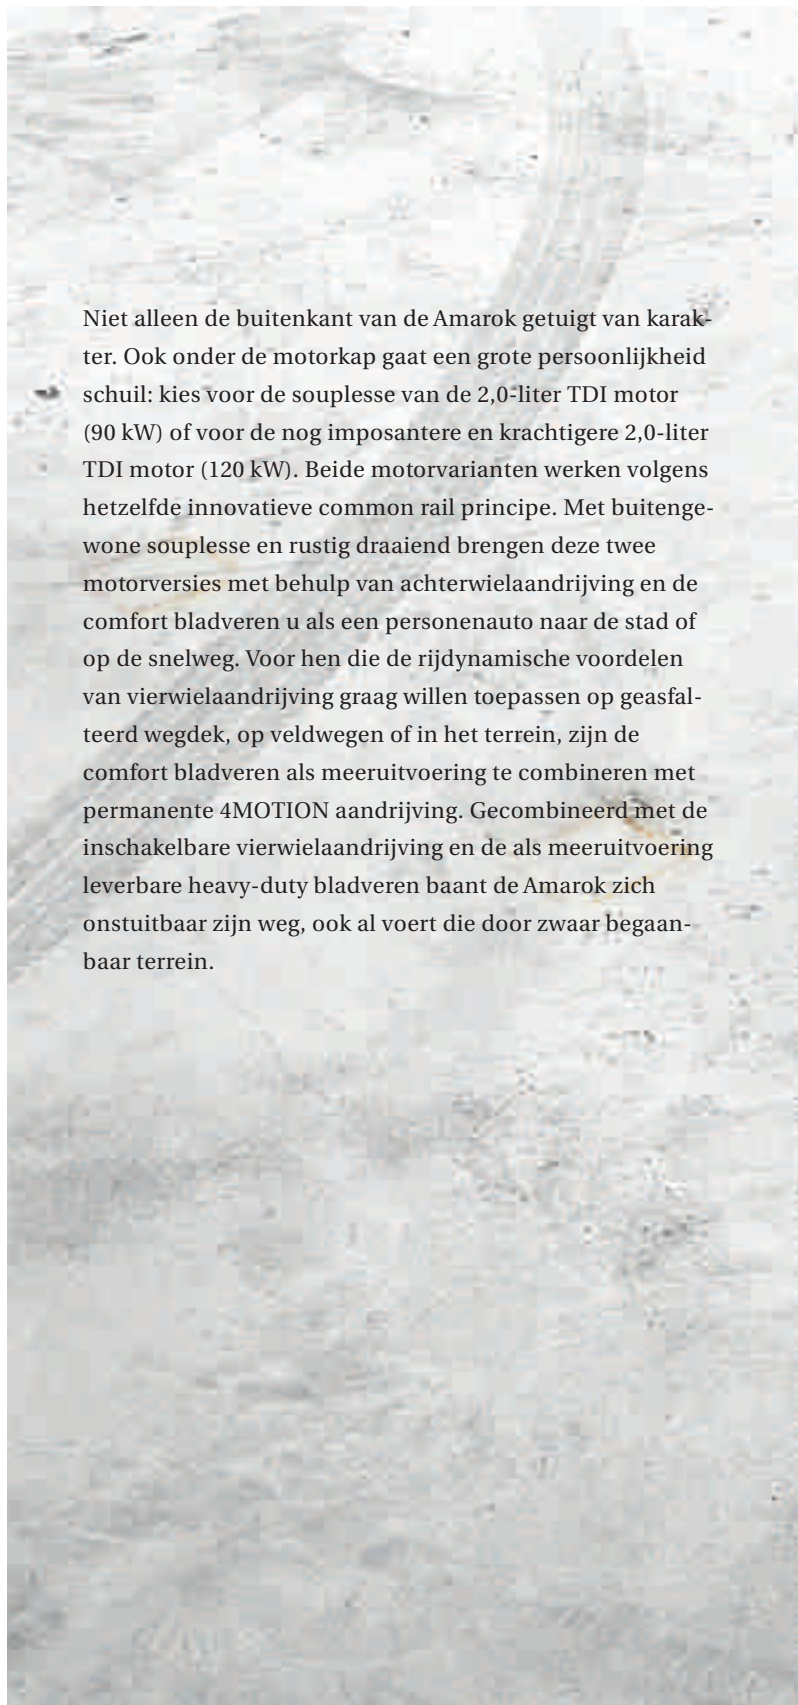 Niet alleen de buitenkant van de Amarok getuigt van karak-
ter. Ook onder de motorkap gaat een grote persoonlijkheid
schuil: kies voor de souplesse van de 2,0-liter TDI motor
(90 kW) of voor de nog imposantere en krachtigere 2,0-liter
TDI motor (120 kW). Beide motorvarianten werken volgens
hetzelfde innovatieve common rail principe. Met buitenge-
wone souplesse en rustig draaiend brengen deze twee
motorversies met behulp van achterwielaandrijving en de
comfort bladveren u als een personenauto naar de stad of
op de snelweg. Voor hen die de rijdynamische voordelen
van vierwielaandrijving graag willen toepassen op geasfal-
teerd wegdek, op veldwegen of in het terrein, zijn de
comfort bladveren als meeruitvoering te combineren met
permanente 4MOTION aandrijving. Gecombineerd met de
inschakelbare vierwielaandrijving en de als meeruitvoering
leverbare heavy-duty bladveren baant de Amarok zich
onstuitbaar zijn weg, ook al voert die door zwaar begaan-
baar terrein.